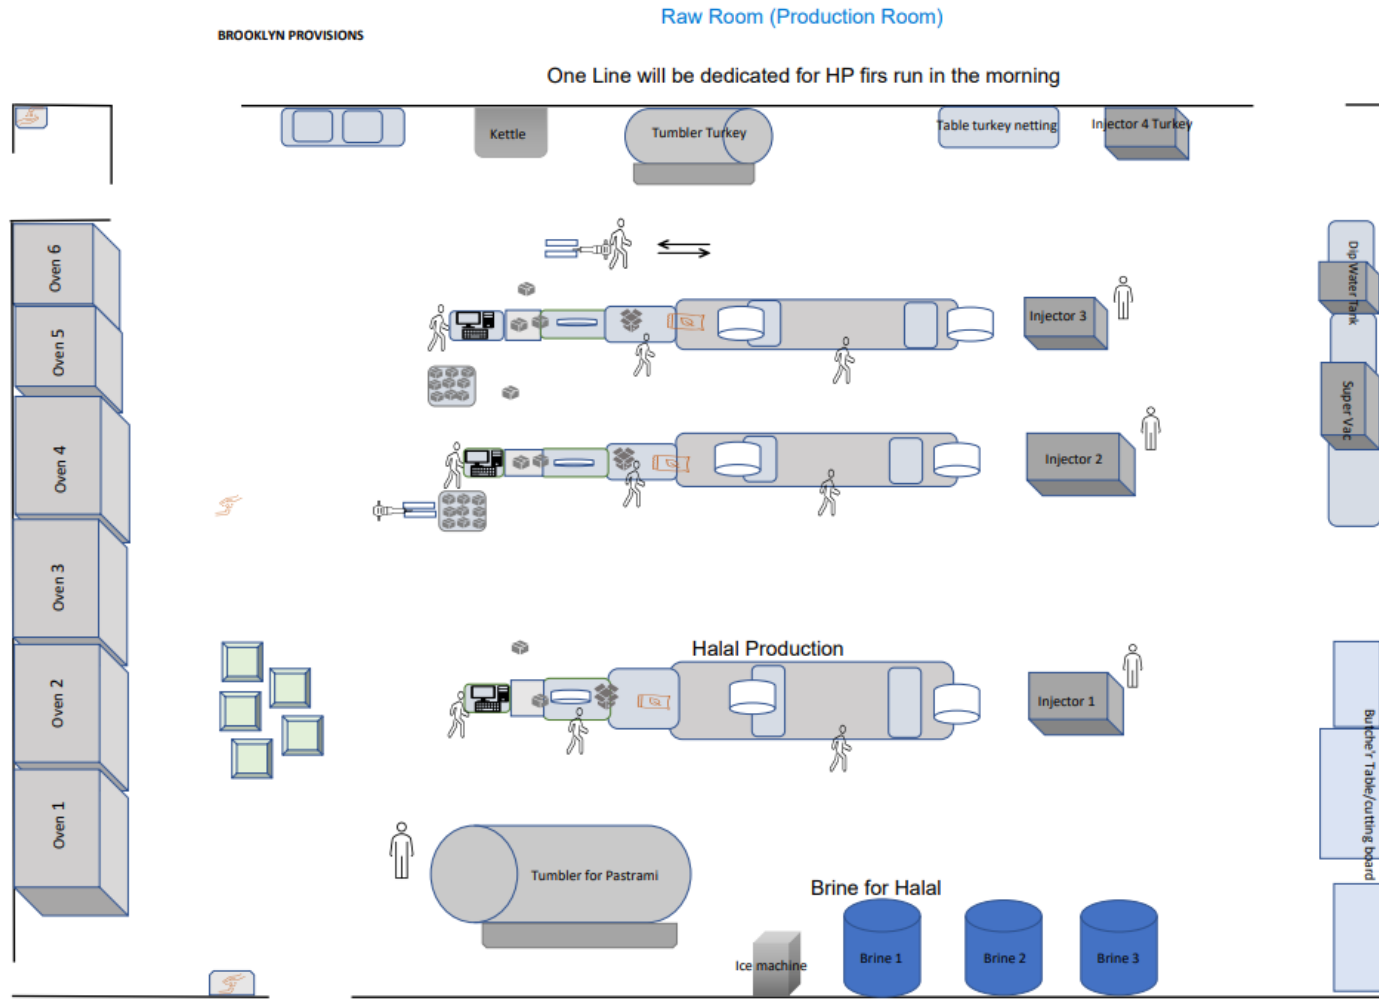 Raw Room (Production Room)
BROOKLYN PROVISIONS
One Line will be dedicated for HP firs run in the morning
Kettle
Tumbler Turkey
Table turkey netting
Injector 4 Turkey
Oven 6
Oven 5
Oven 4
Oven 3
Oven 2
Oven 1
Injector 3
Dip Water Tank
Super Vac
Injector 2
Halal Production
Injector 1
Butche'r Table/cutting board
Tumbler for Pastrami
Brine for Halal
Ice machine
Brine 1
Brine 2
Brine 3